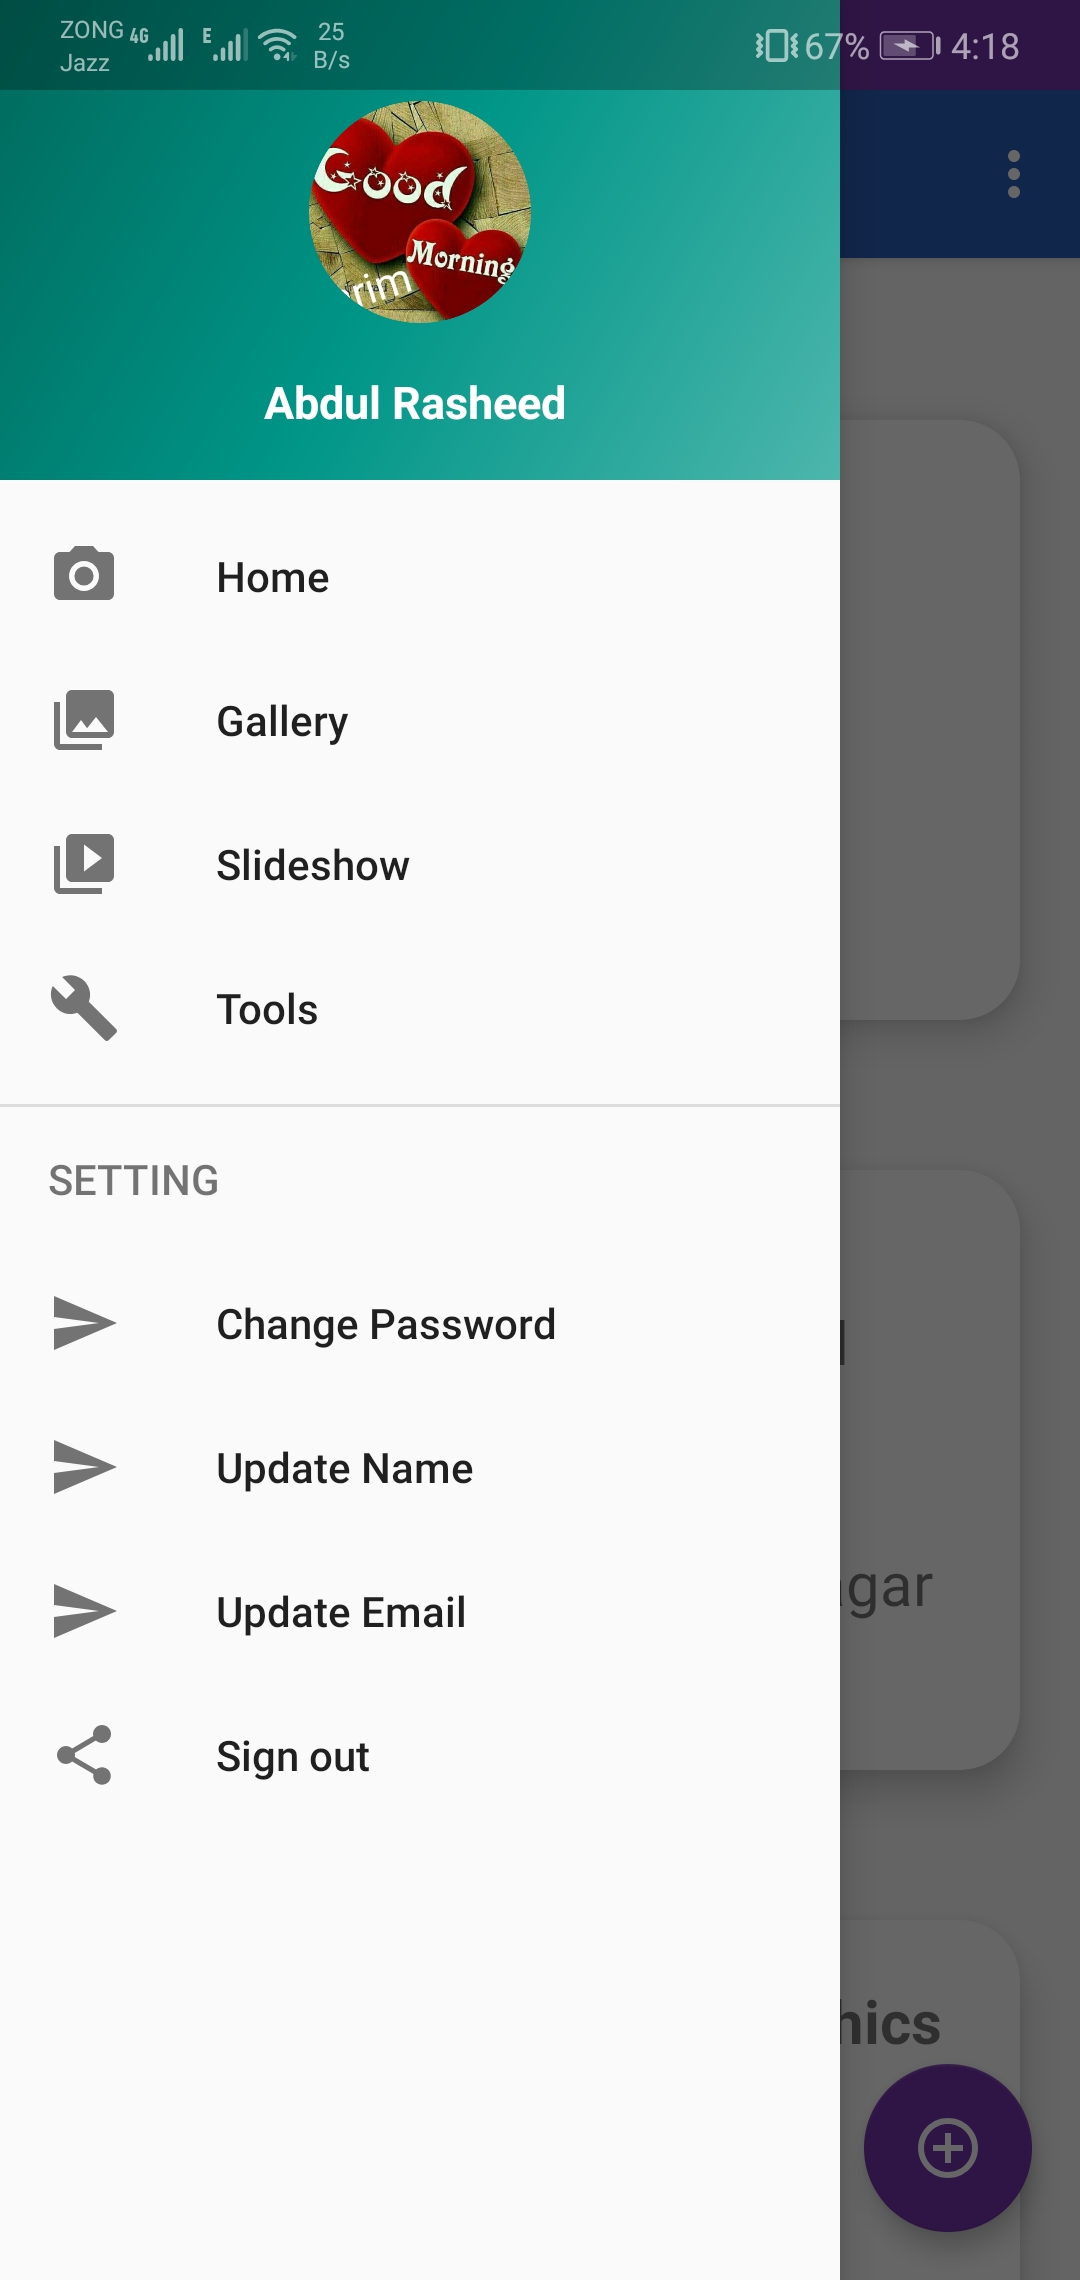 ZONG 4G E 25 67% 4:18
Jazz B/s
Good
Morning
rim
Abdul Rasheed
Home
Gallery
Slideshow
Tools
SETTING
Change Password
Update Name
gar
Update Email
Sign out
hics